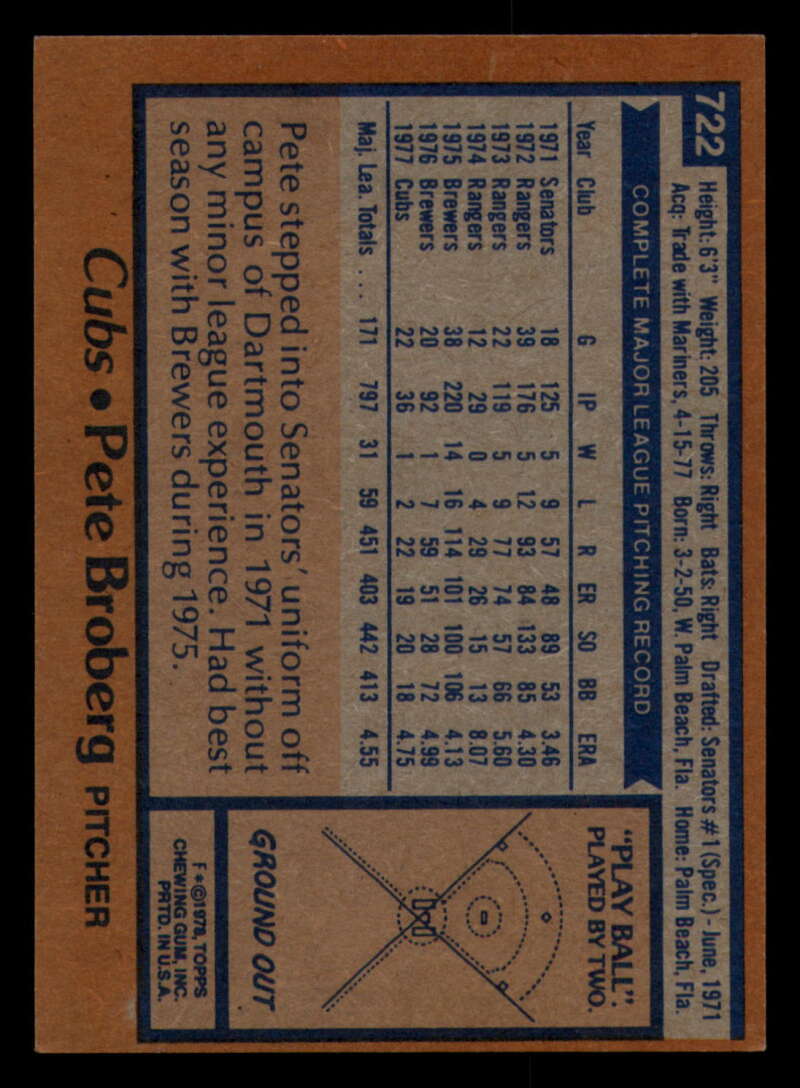 722
Height: 6'3" Weight: 205 Throws: Right Bats: Right Drafted: Senators #1 (Spec.) - June, 1971
Acq: Trade with Mariners, 4-15-77 Born: 3-2-50, W. Palm Beach, Fla. Home: Palm Beach, Fla.
COMPLETE MAJOR LEAGUE PITCHING RECORD
Year Club G IP W L R ER SO BB ERA
1971 Senators 18 125 5 9 57 48 89 53 3.46
1972 Rangers 39 176 5 12 93 84 133 85 4.30
1973 Rangers 22 119 5 9 77 74 57 66 5.60
1974 Rangers 12 29 0 4 29 26 15 13 8.07
1975 Brewers 38 220 14 16 114 101 100 106 4.13
1976 Brewers 20 92 1 7 59 51 28 72 4.99
1977 Cubs 22 36 1 2 22 19 20 18 4.75
Maj. Lea. Totals . . . 171 797 31 59 451 403 442 413 4.55
Pete stepped into Senators' uniform off
campus of Dartmouth in 1971 without
any minor league experience. Had best
season with Brewers during 1975.
"PLAY BALL".
PLAYED BY TWO.
GROUND OUT
F*©1978, TOPPS
CHEWING GUM, INC.
PRTD. IN U.S.A.
Cubs • Pete Broberg PITCHER